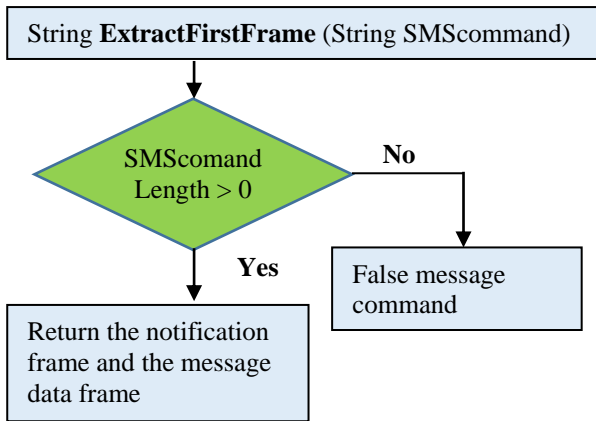 String ExtractFirstFrame (String SMScommand)
SMScomand
Length > 0
No
Yes
False message
command
Return the notification
frame and the message
data frame